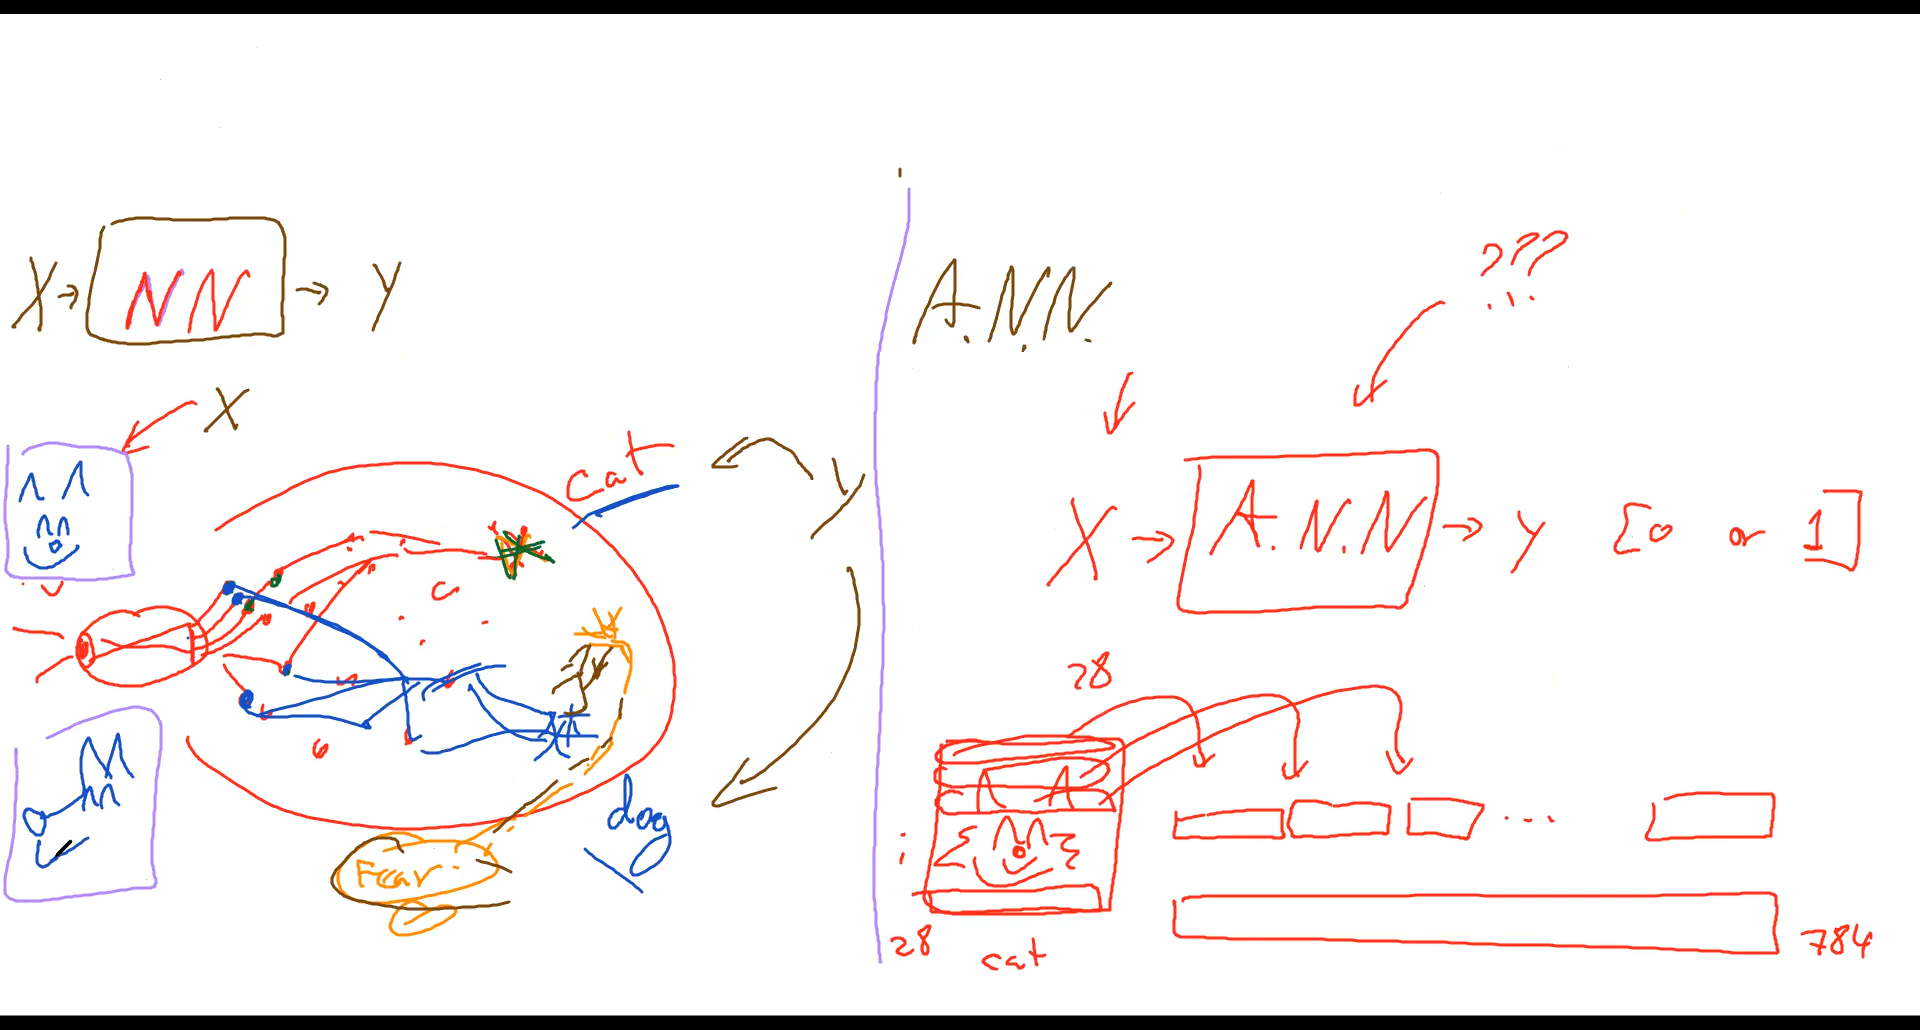 X → NN → Y
X
cat
Y
Fear
dog
A.N.N.
???
X → A.N.N → Y [0 or 1]
28
...
28
cat
784